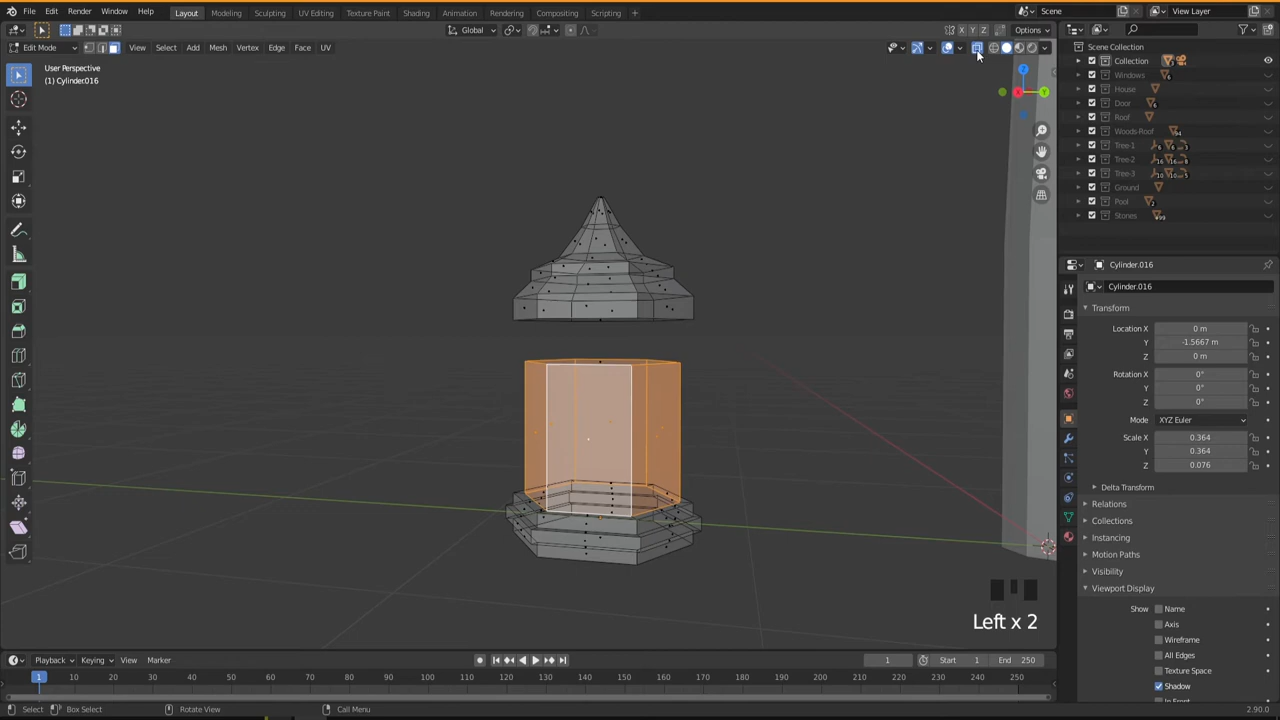 File Edit Render Window Help Layout Modeling Sculpting UV Editing Texture Paint Shading Animation Rendering Compositing Scripting + Scene View Layer
Global X Y Z Options
Edit Mode View Select Add Mesh Vertex Edge Face UV
User Perspective
(1) Cylinder.016
Z
X Y
Left x 2
Scene Collection
Collection
Windows
House
Door
Roof
Woods-Roof
Tree-1
Tree-2
Tree-3
Ground
Pool
Stones
Cylinder.016
Cylinder.016
Transform
Location X 0 m
Y -1.5667 m
Z 0 m
Rotation X 0°
Y 0°
Z 0°
Mode XYZ Euler
Scale X 0.364
Y 0.364
Z 0.076
Delta Transform
Relations
Collections
Instancing
Motion Paths
Visibility
Viewport Display
Show Name
Axis
Wireframe
All Edges
Texture Space
Shadow
In Front
Playback Keying View Marker 1 Start 1 End 250
1 10 20 30 40 50 60 70 80 90 100 110 120 130 140 150 160 170 180 190 200 210 220 230 240 250
Select Box Select Rotate View Call Menu 2.90.0